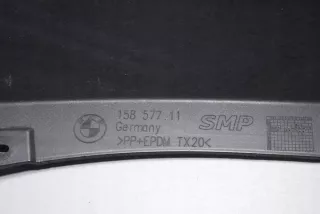 158 577 11
Germany
SMP
>PP+EPDM TX20<